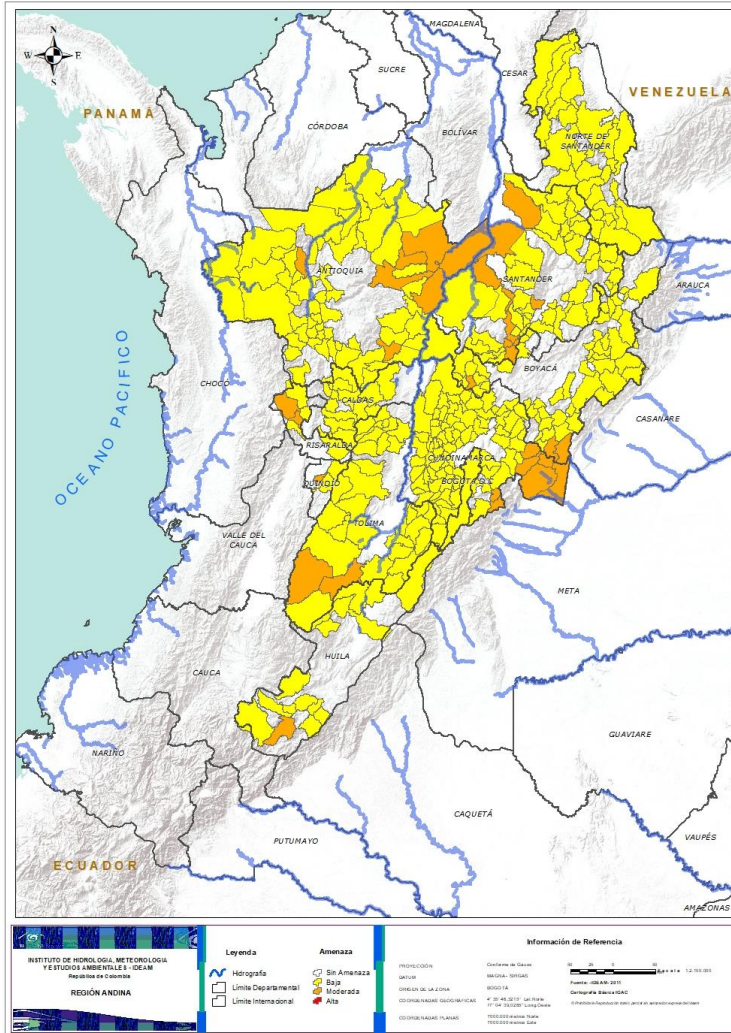 N
W E
S
MAGDALENA
SUCRE
CESAR
VENEZUELA
PANAMÁ
CÓRDOBA
BOLÍVAR
NORTE DE
SANTANDER
ANTIOQUIA
SANTANDER
ARAUCA
OCEANO PACIFICO
CHOCÓ
BOYACÁ
CALDAS
CASANARE
RISARALDA
CUNDINAMARCA
QUINDIO
BOGOTÁ D.C
TOLIMA
VALLE DEL
CAUCA
META
HUILA
CAUCA
GUAVIARE
NARIÑO
CAQUETÁ
PUTUMAYO
VAUPÉS
ECUADOR
AMAZONAS
INSTITUTO DE HIDROLOGIA, METEOROLOGIA
Y ESTUDIOS AMBIENTALES - IDEAM
República de Colombia
REGIÓN ANDINA
Leyenda
Hidrografía
Límite Departamental
Límite Internacional
Amenaza
Sin Amenaza
Baja
Moderada
Alta
Información de Referencia
PROYECCIÓN Conforme de Gauss
DATUM MAGNA - SIRGAS
ORIGEN DE LA ZONA BOGOTÁ
COORDENADAS GEOGRÁFICAS
COORDENADAS PLANAS
Escala
Fuente: IDEAM- 2011
Cartografía Básica IGAC